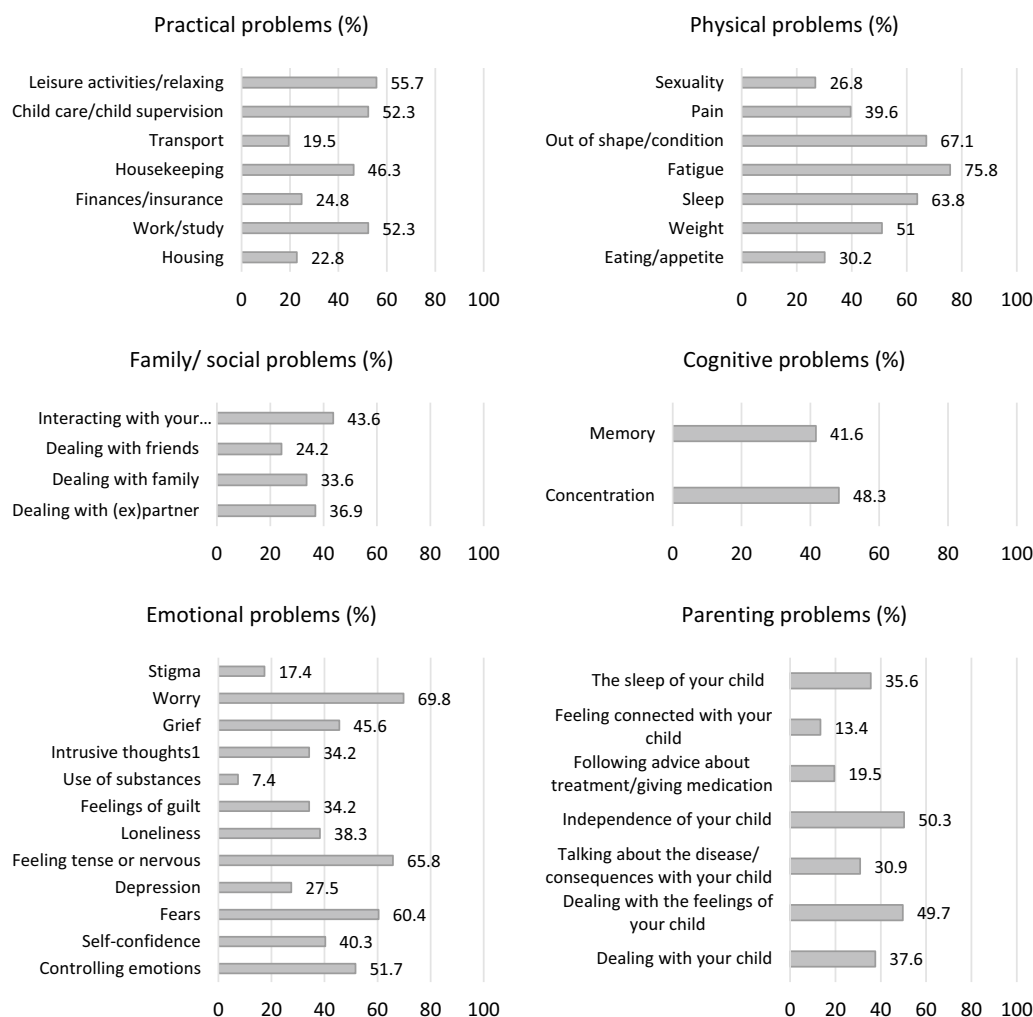 Practical problems (%)
Leisure activities/relaxing 55.7
Child care/child supervision 52.3
Transport 19.5
Housekeeping 46.3
Finances/insurance 24.8
Work/study 52.3
Housing 22.8
0 20 40 60 80 100
Physical problems (%)
Sexuality 26.8
Pain 39.6
Out of shape/condition 67.1
Fatigue 75.8
Sleep 63.8
Weight 51
Eating/appetite 30.2
0 20 40 60 80 100
Family/ social problems (%)
Interacting with your... 43.6
Dealing with friends 24.2
Dealing with family 33.6
Dealing with (ex)partner 36.9
0 20 40 60 80 100
Cognitive problems (%)
Memory 41.6
Concentration 48.3
0 20 40 60 80 100
Emotional problems (%)
Stigma 17.4
Worry 69.8
Grief 45.6
Intrusive thoughts1 34.2
Use of substances 7.4
Feelings of guilt 34.2
Loneliness 38.3
Feeling tense or nervous 65.8
Depression 27.5
Fears 60.4
Self-confidence 40.3
Controlling emotions 51.7
0 20 40 60 80 100
Parenting problems (%)
The sleep of your child 35.6
Feeling connected with your
child 13.4
Following advice about
treatment/giving medication 19.5
Independence of your child 50.3
Talking about the disease/
consequences with your child 30.9
Dealing with the feelings of
your child 49.7
Dealing with your child 37.6
0 20 40 60 80 100